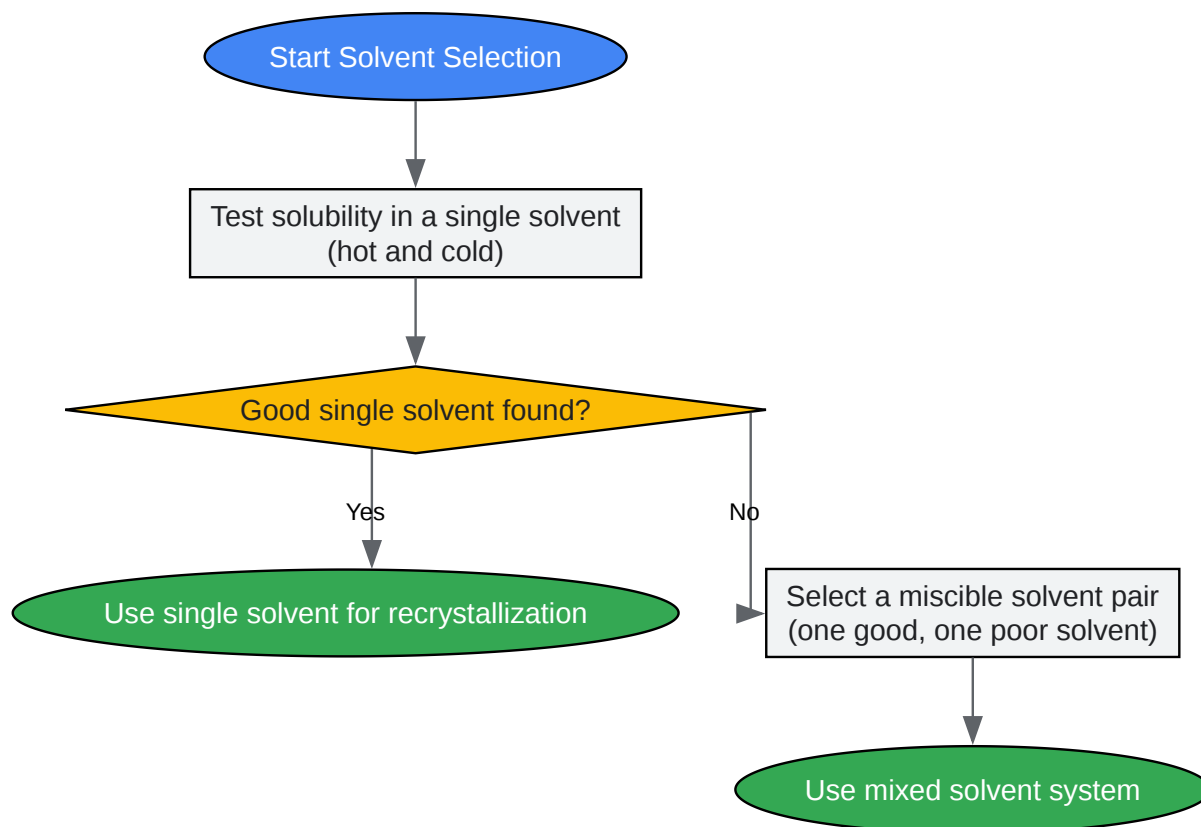 Start Solvent Selection
Test solubility in a single solvent
(hot and cold)
Good single solvent found?
Yes
No
Use single solvent for recrystallization
Select a miscible solvent pair
(one good, one poor solvent)
Use mixed solvent system